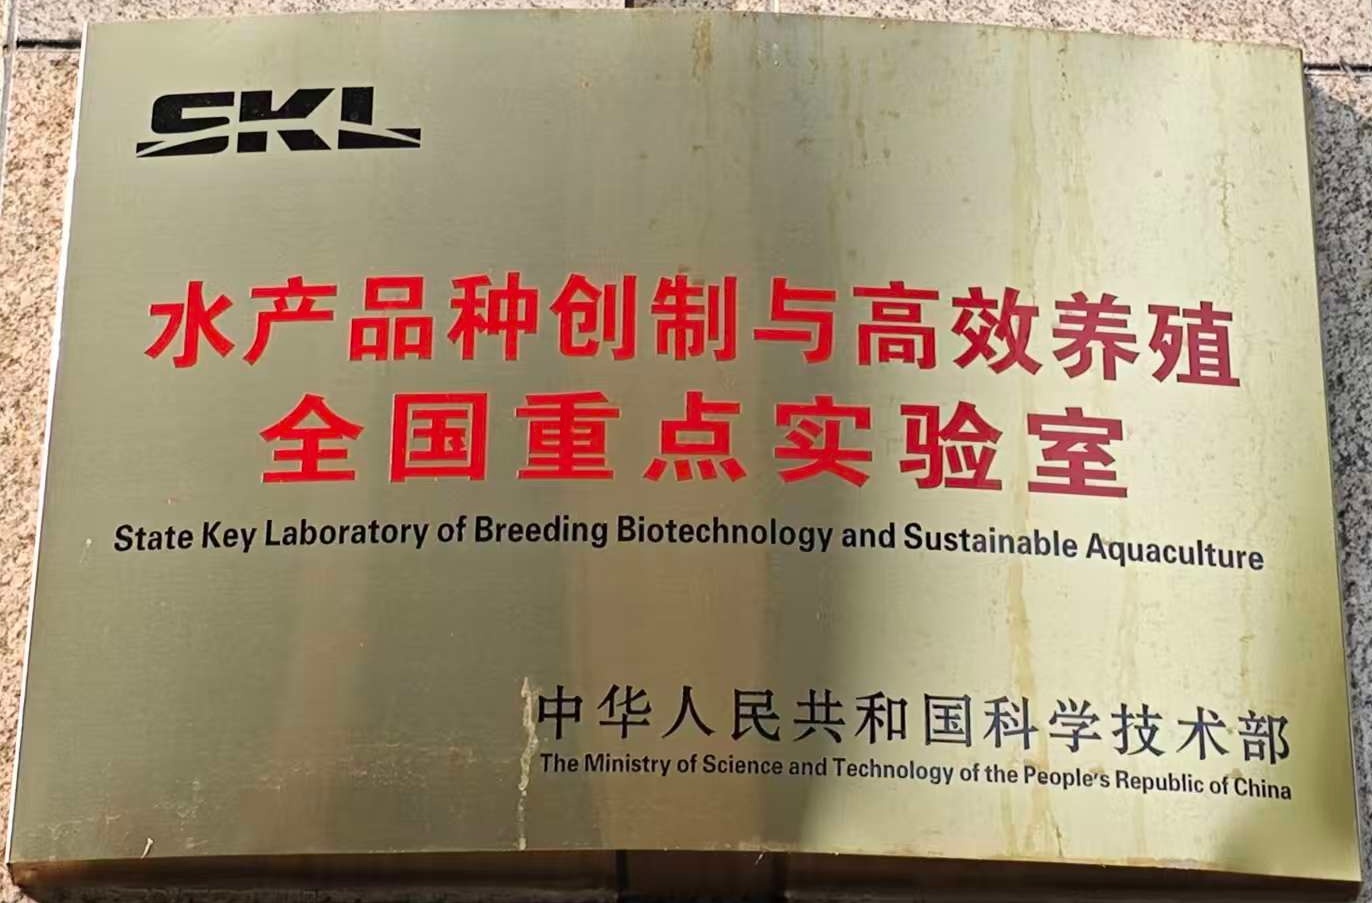 SKL
水产品种创制与高效养殖
全国重点实验室
State Key Laboratory of Breeding Biotechnology and Sustainable Aquaculture
中华人民共和国科学技术部
The Ministry of Science and Technology of the People's Republic of China